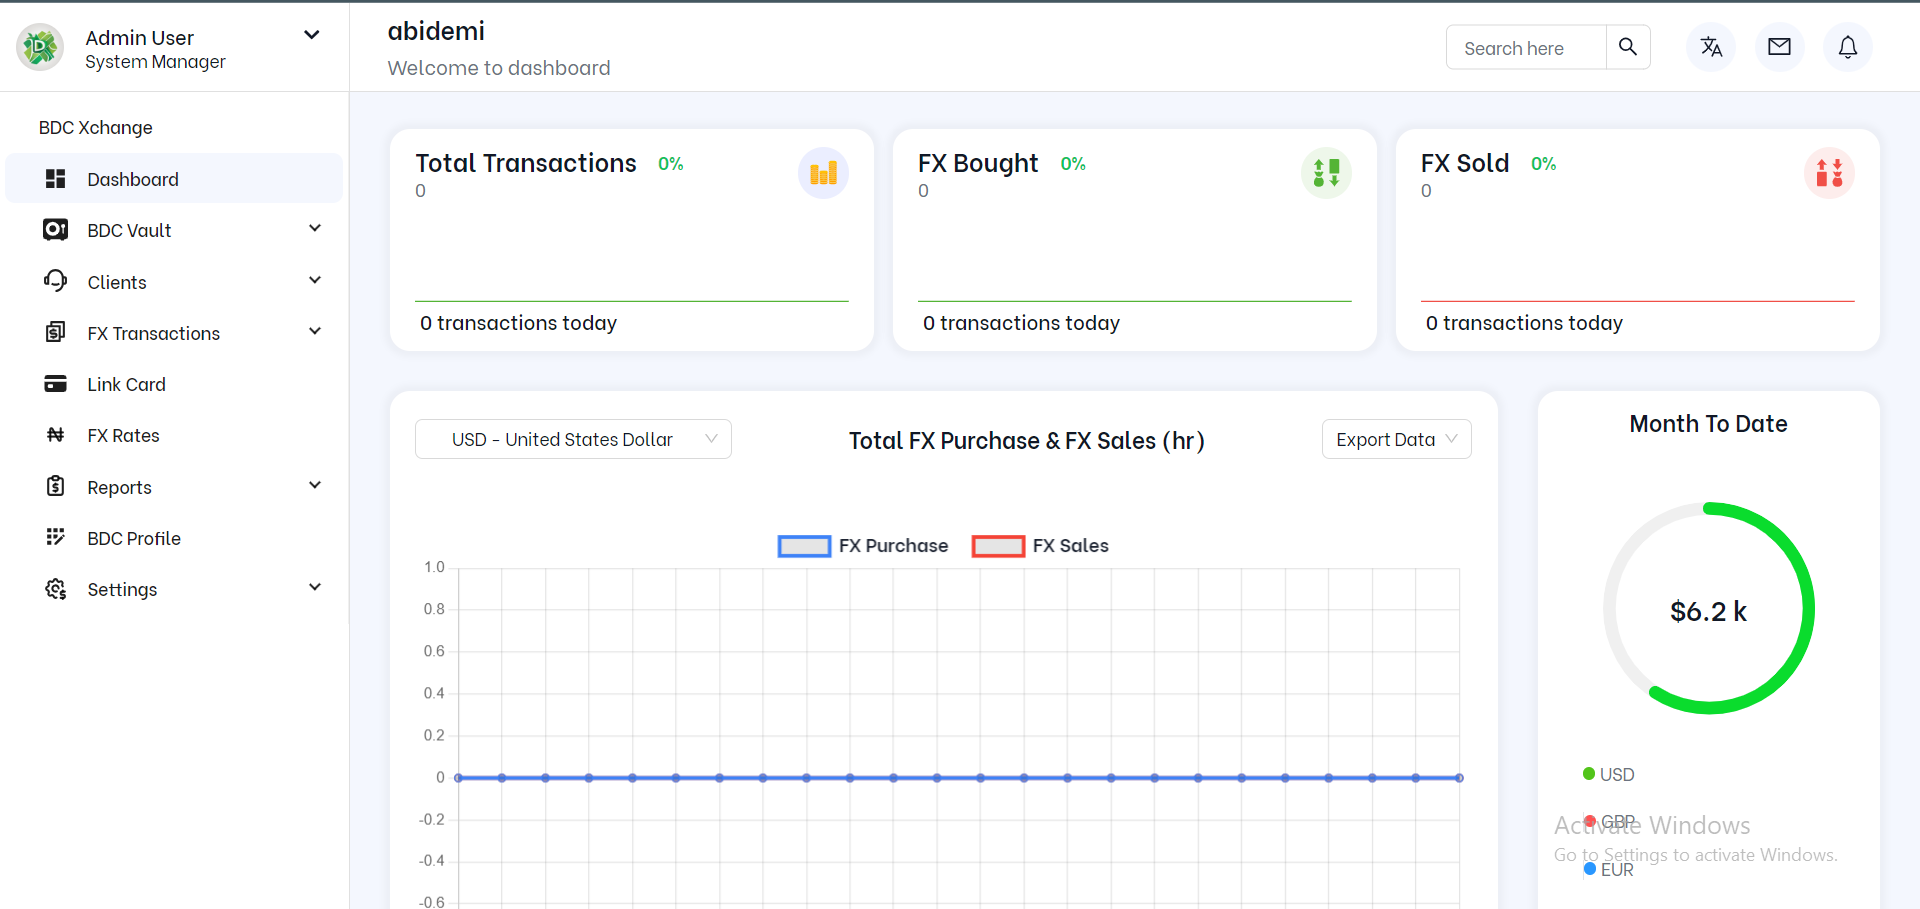 Admin User
System Manager
abidemi
Welcome to dashboard
Search here
BDC Xchange
Dashboard
BDC Vault
Clients
FX Transactions
Link Card
FX Rates
Reports
BDC Profile
Settings
Total Transactions 0%
0
0 transactions today
FX Bought 0%
0
0 transactions today
FX Sold 0%
0
0 transactions today
USD - United States Dollar
Total FX Purchase & FX Sales (hr)
Export Data
FX Purchase FX Sales
1.0
0.8
0.6
0.4
0.2
0
-0.2
-0.4
-0.6
Month To Date
$6.2 k
USD
GBP
EUR
Activate Windows
Go to Settings to activate Windows.